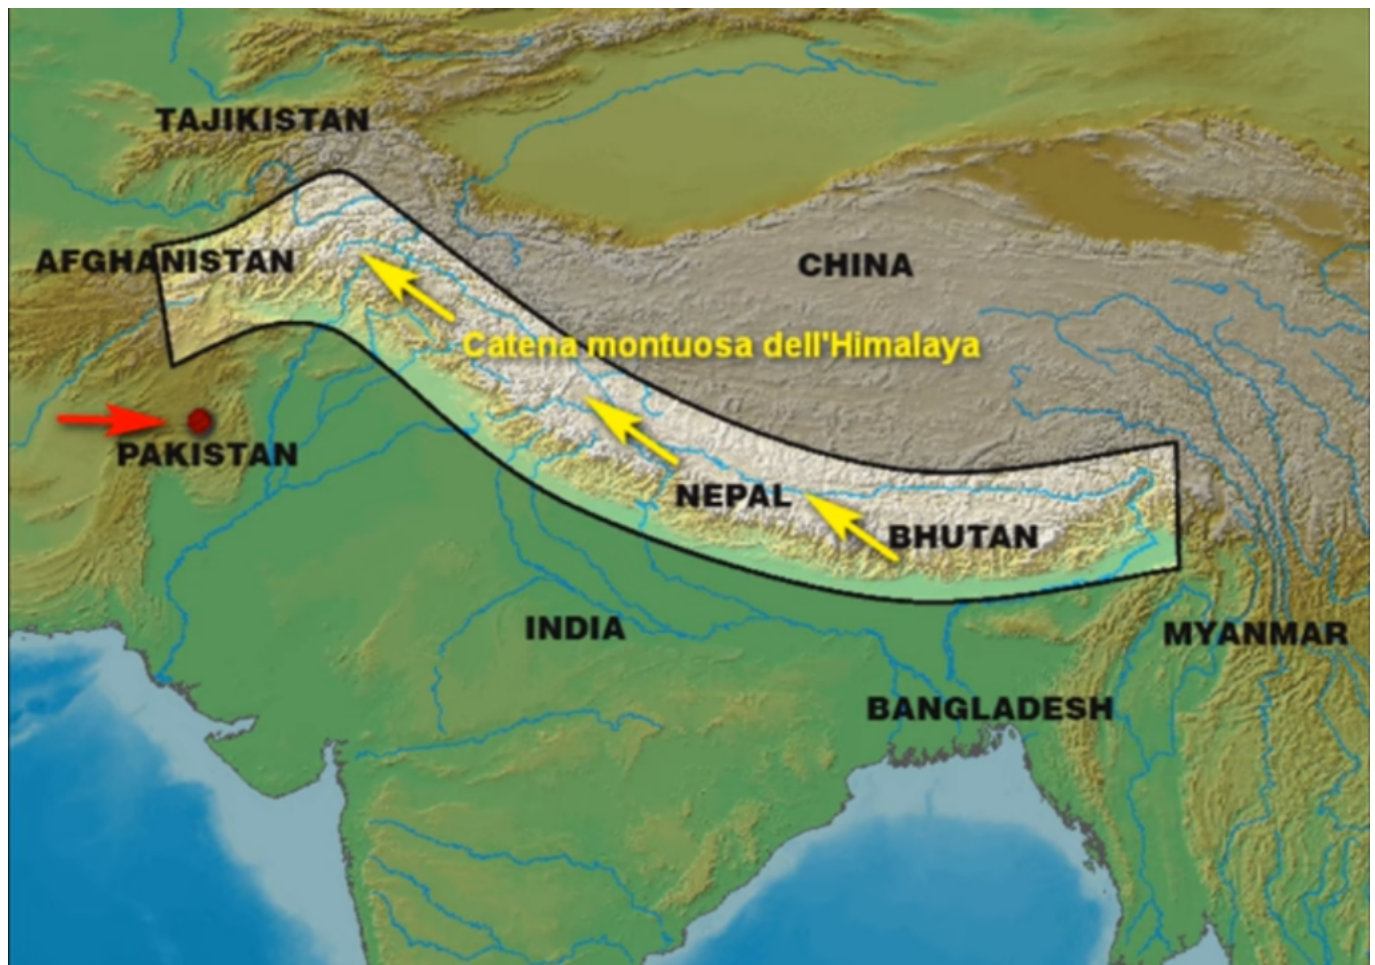 TAJIKISTAN
AFGHANISTAN
CHINA
Catena montuosa dell'Himalaya
PAKISTAN
NEPAL
BHUTAN
INDIA
MYANMAR
BANGLADESH